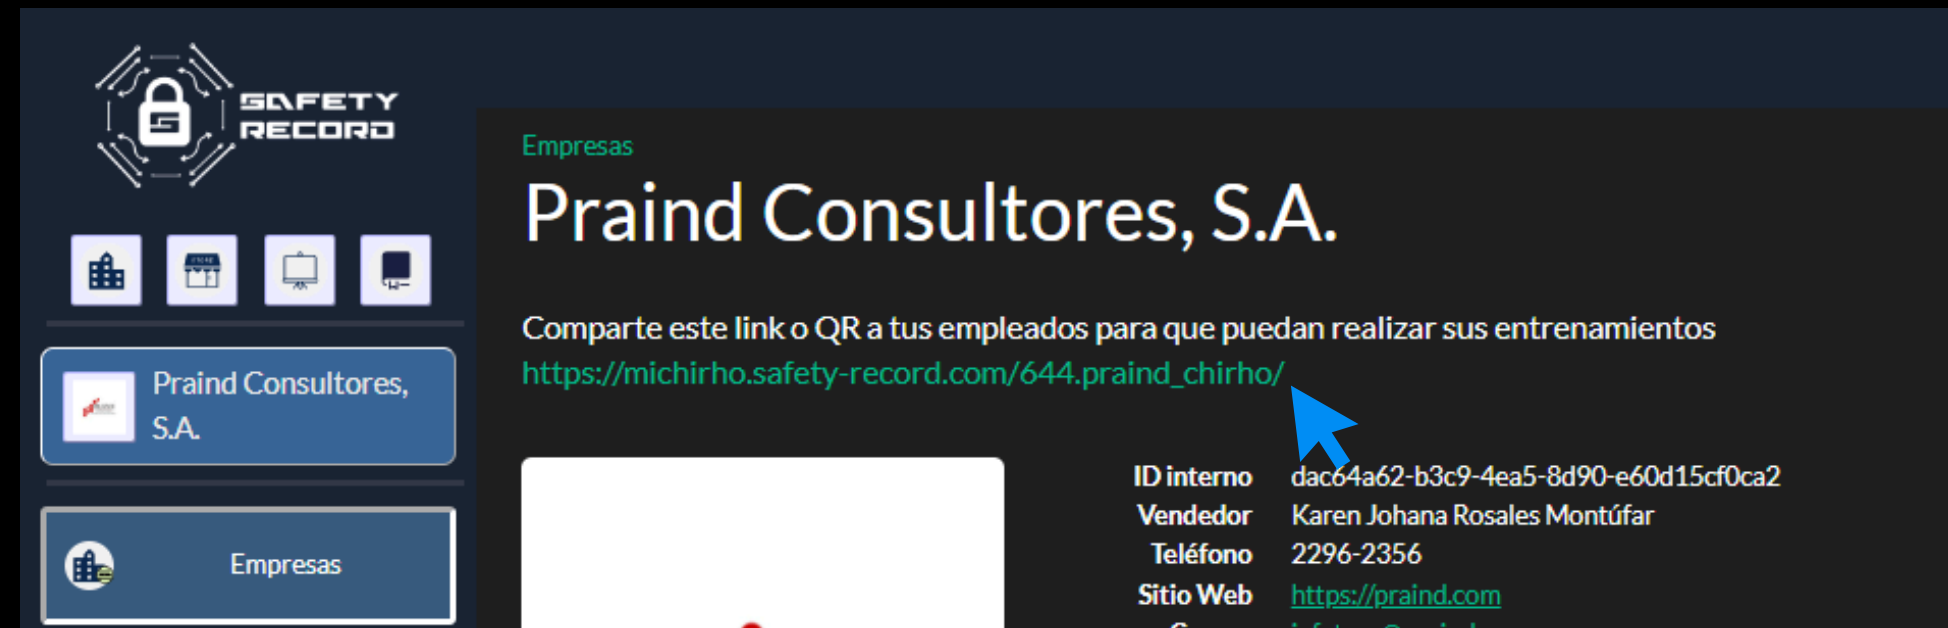 SAFETY
RECORD
Praind Consultores,
S.A.
Empresas
Empresas
Praind Consultores, S.A.
Comparte este link o QR a tus empleados para que puedan realizar sus entrenamientos
https://michirho.safety-record.com/644.praind_chirho/
ID interno dac64a62-b3c9-4ea5-8d90-e60d15cf0ca2
Vendedor Karen Johana Rosales Montúfar
Teléfono 2296-2356
Sitio Web https://praind.com